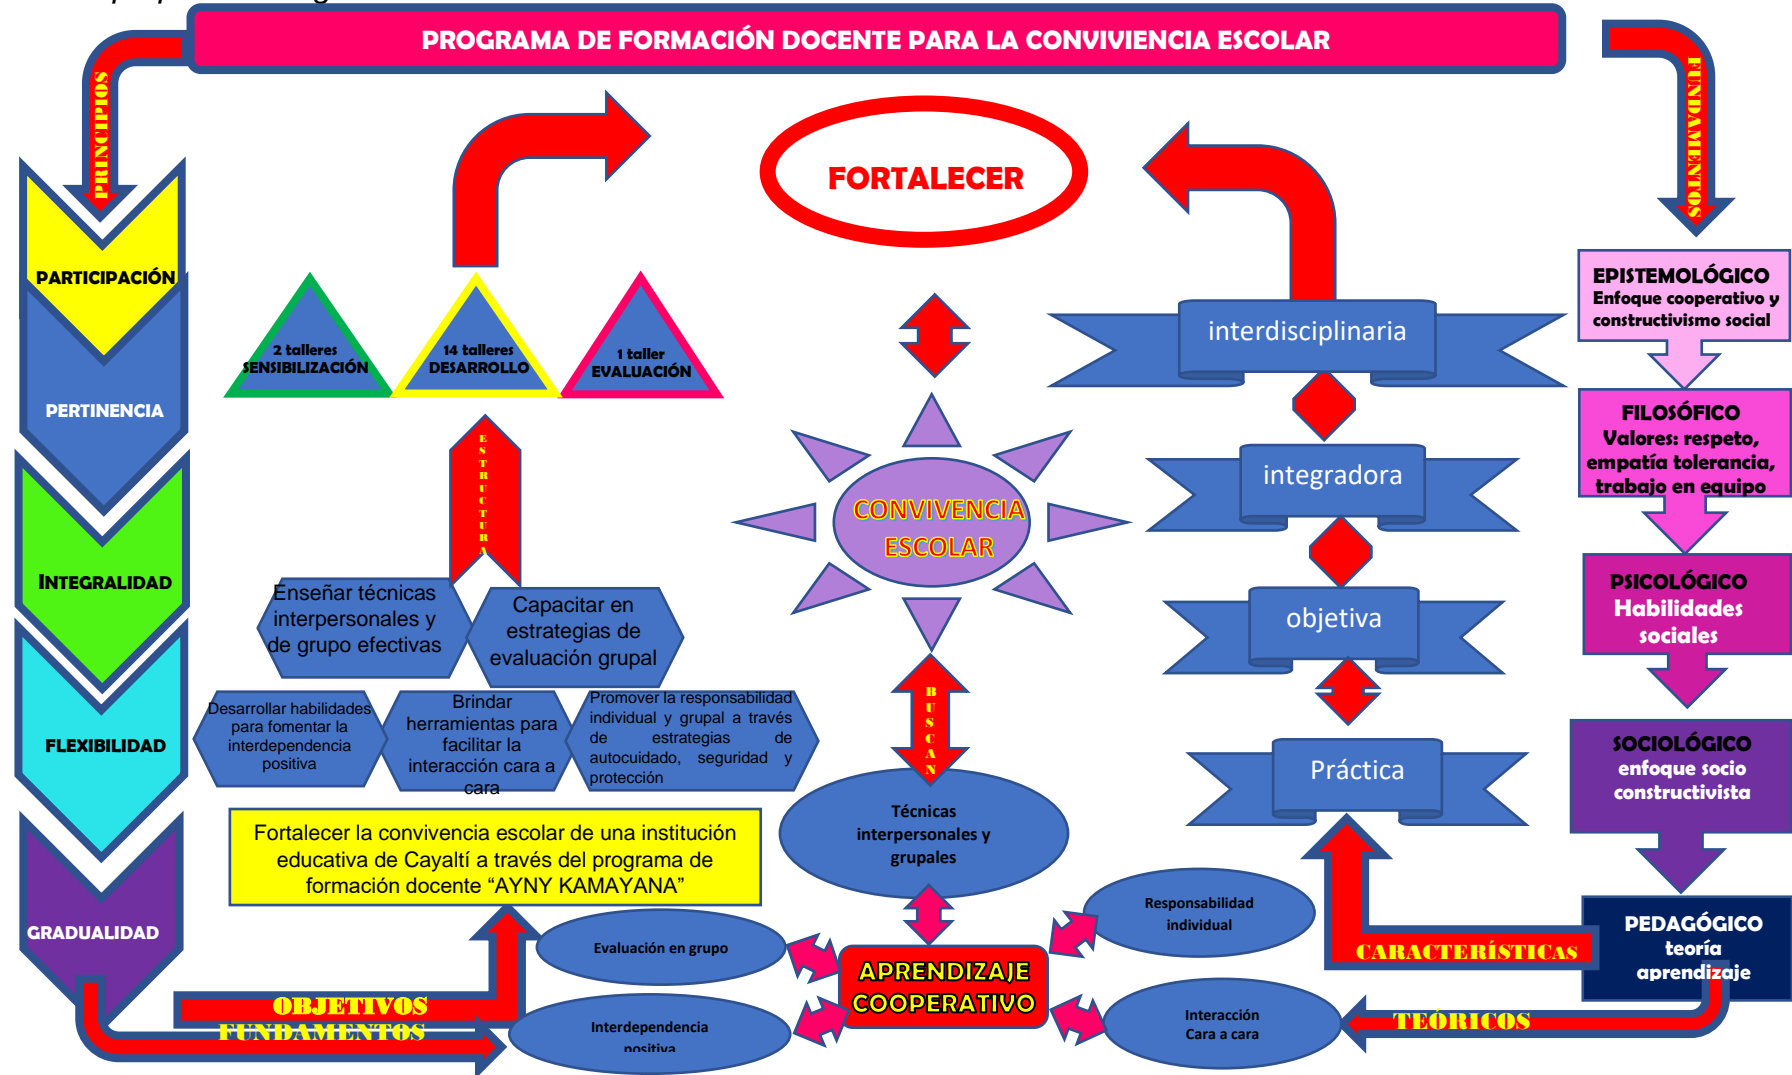 PROGRAMA DE FORMACIÓN DOCENTE PARA LA CONVIVIENCIA ESCOLAR
PRINCIPIOS
FUNDAMENTOS
FORTALECER
PARTICIPACIÓN
PERTINENCIA
INTEGRALIDAD
FLEXIBILIDAD
GRADUALIDAD
2 talleres
SENSIBILIZACIÓN
14 talleres
DESARROLLO
1 taller
EVALUACIÓN
ESTRUCTURA
Enseñar técnicas
interpersonales y
de grupo efectivas
Capacitar en
estrategias de
evaluación grupal
Desarrollar habilidades
para fomentar la
interdependencia
positiva
Brindar
herramientas para
facilitar la
interacción cara a
cara
Promover la responsabilidad
individual y grupal a través
de estrategias de
autocuidado, seguridad y
protección
Fortalecer la convivencia escolar de una institución
educativa de Cayaltí a través del programa de
formación docente “AYNY KAMAYANA”
OBJETIVOS
FUNDAMENTOS
CONVIVENCIA
ESCOLAR
BUSCAN
Técnicas
interpersonales y
grupales
Evaluación en grupo
Interdependencia
positiva
APRENDIZAJE
COOPERATIVO
Responsabilidad
individual
Interacción
Cara a cara
interdisciplinaria
integradora
objetiva
Práctica
CARACTERÍSTICAS
TEÓRICOS
EPISTEMOLÓGICO
Enfoque cooperativo y
constructivismo social
FILOSÓFICO
Valores: respeto,
empatía tolerancia,
trabajo en equipo
PSICOLÓGICO
Habilidades
sociales
SOCIOLÓGICO
enfoque socio
constructivista
PEDAGÓGICO
teoría
aprendizaje